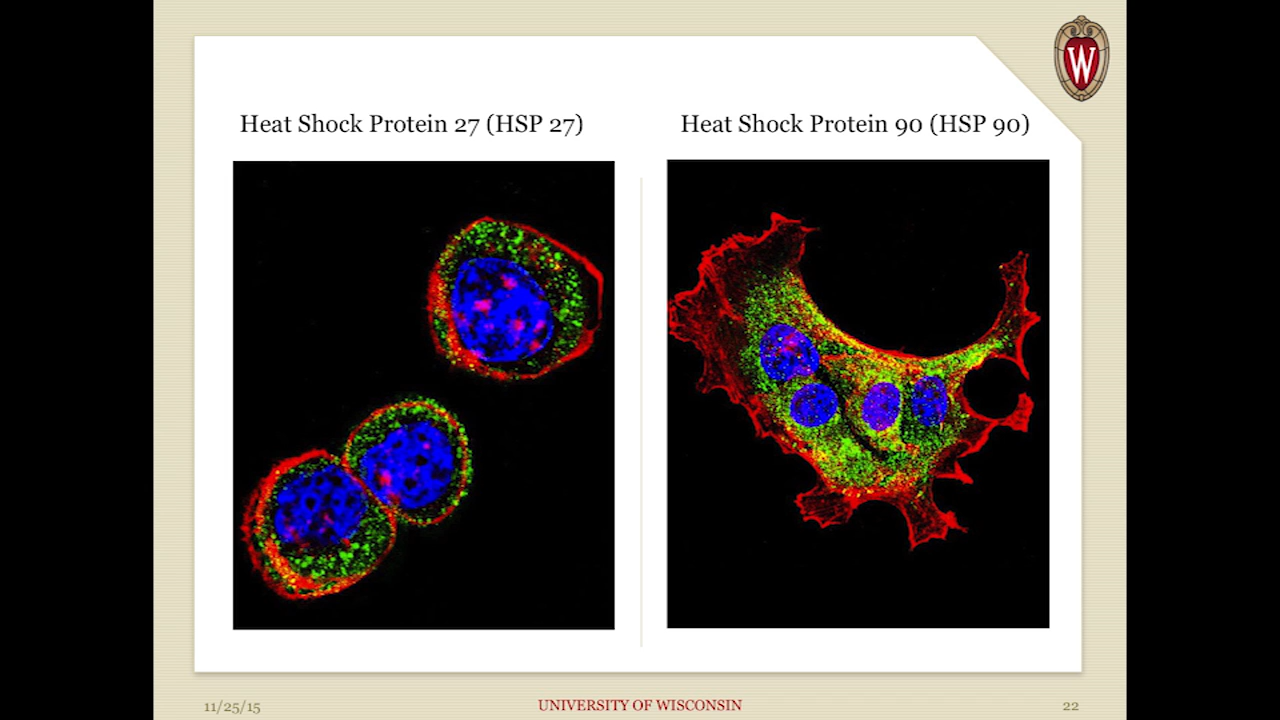 Heat Shock Protein 27 (HSP 27)
Heat Shock Protein 90 (HSP 90)
W
11/25/15
UNIVERSITY OF WISCONSIN
22